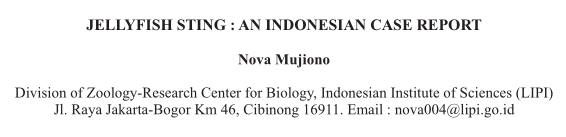 JELLYFISH STING : AN INDONESIAN CASE REPORT
Nova Mujiono
Division of Zoology-Research Center for Biology, Indonesian Institute of Sciences (LIPI)
Jl. Raya Jakarta-Bogor Km 46, Cibinong 16911. Email : nova004@lipi.go.id